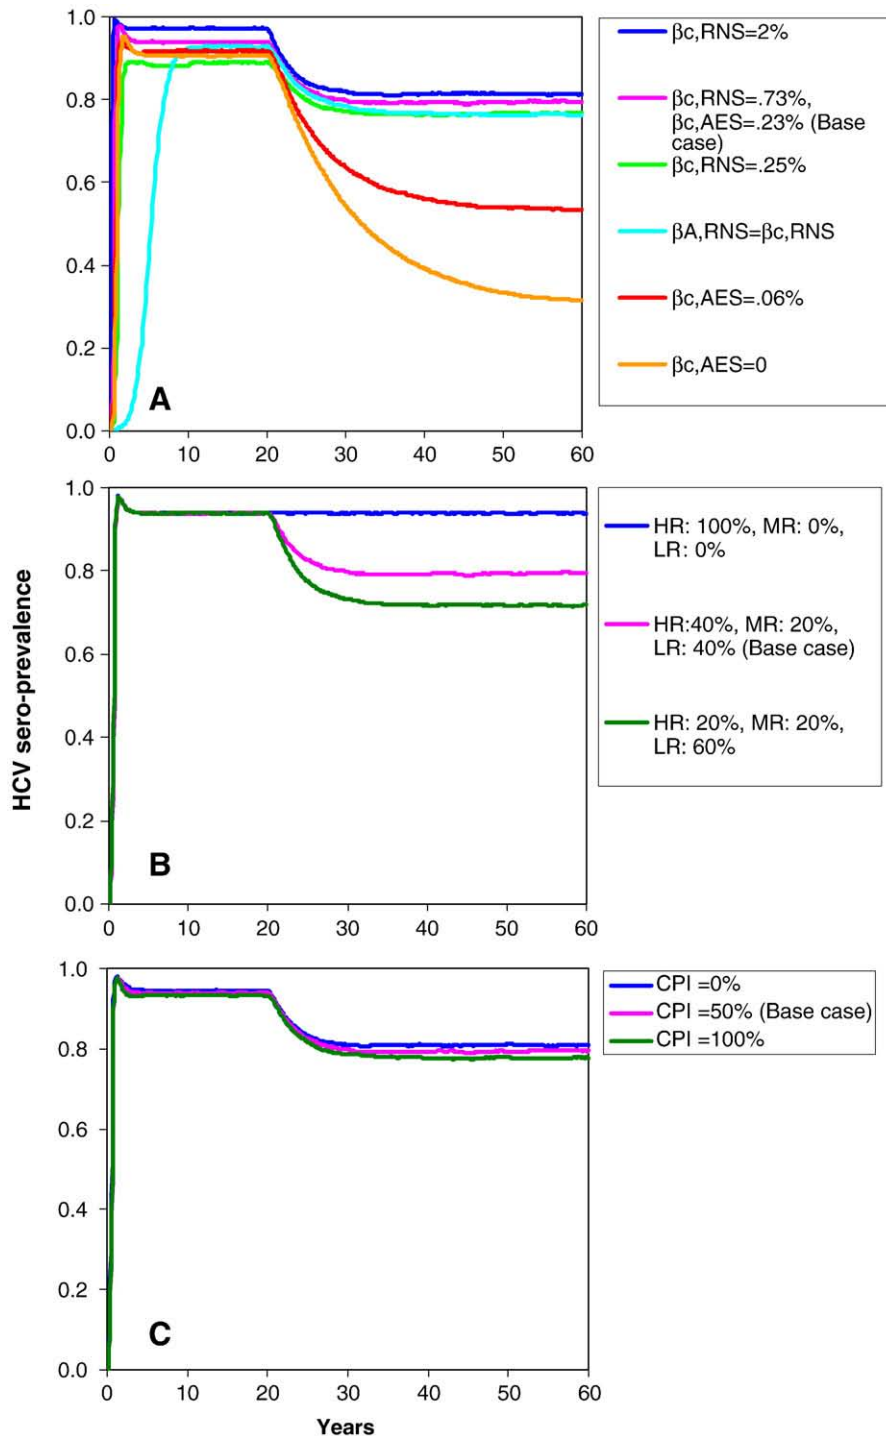 1.0
0.8
0.6
0.4
0.2
0.0
0
10
20
30
40
50
60
A
βc,RNS=2%
βc,RNS=.73%,
βc,AES=.23% (Base
case)
βc,RNS=.25%
βA,RNS=βc,RNS
βc,AES=.06%
βc,AES=0
HCV sero-prevalence
1.0
0.8
0.6
0.4
0.2
0.0
0
10
20
30
40
50
60
B
HR: 100%, MR: 0%,
LR: 0%
HR:40%, MR: 20%,
LR: 40% (Base case)
HR: 20%, MR: 20%,
LR: 60%
1.0
0.8
0.6
0.4
0.2
0.0
0
10
20
30
40
50
60
C
Years
CPI =0%
CPI =50% (Base case)
CPI =100%